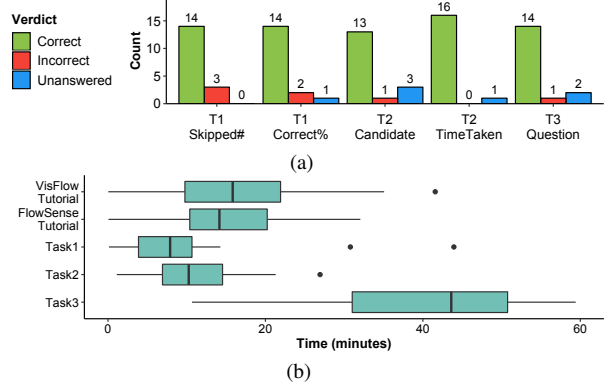 Verdict
Correct
Incorrect
Unanswered
Count
15
10
5
0
14
3
0
14
2
1
13
1
3
16
0
1
14
1
2
T1
Skipped#
T1
Correct%
T2
Candidate
T2
TimeTaken
T3
Question
(a)
VisFlow
Tutorial
FlowSense
Tutorial
Task1
Task2
Task3
0
20
40
60
Time (minutes)
(b)